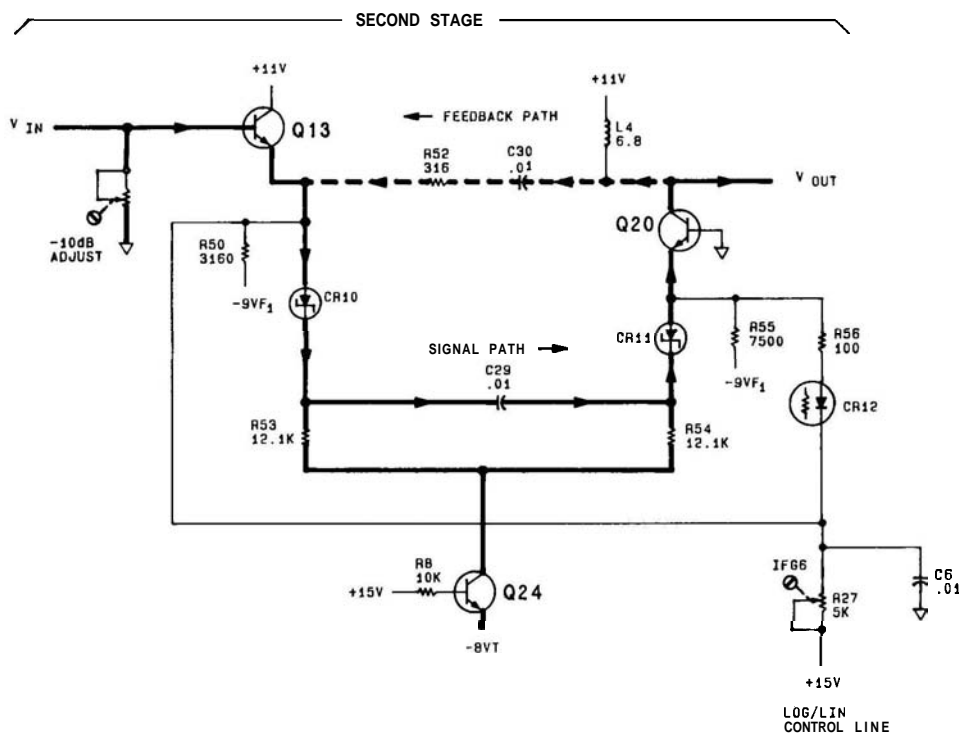 SECOND STAGE
+11V
+11V
V IN
Q13
FEEDBACK PATH
L4
6.8
R52
316
C30
.01
V OUT
Q20
-10dB
ADJUST
R50
3160
-9VF1
CR10
SIGNAL PATH
CR11
R55
7500
-9VF1
R56
100
C29
.01
CR12
R53
12.1K
R54
12.1K
R8
10K
+15V
Q24
-8VT
IFG6
R27
5K
C6
.01
+15V
LOG/LIN
CONTROL LINE